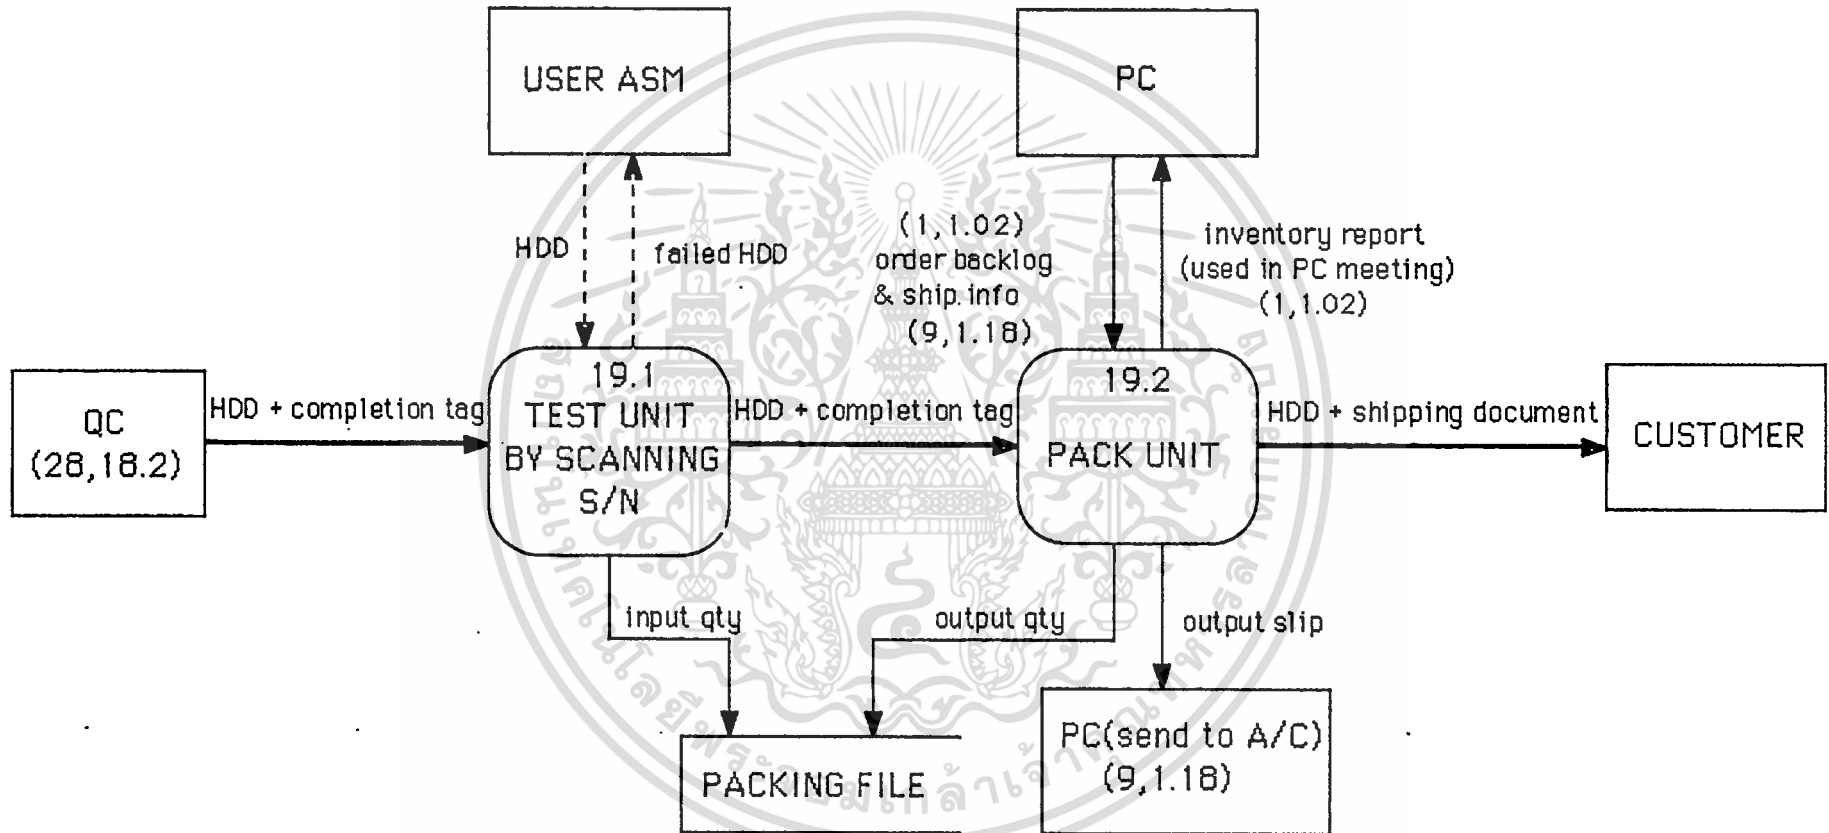 USER ASM
PC
HDD
failed HDD
(1,1.02)
order backlog
& ship.info
(9,1.18)
inventory report
(used in PC meeting)
(1,1.02)
QC
(28,18.2)
HDD + completion tag
19.1
TEST UNIT
BY SCANNING
S/N
HDD + completion tag
19.2
PACK UNIT
HDD + shipping document
CUSTOMER
input qty
output qty
output slip
PACKING FILE
PC(send to A/C)
(9,1.18)